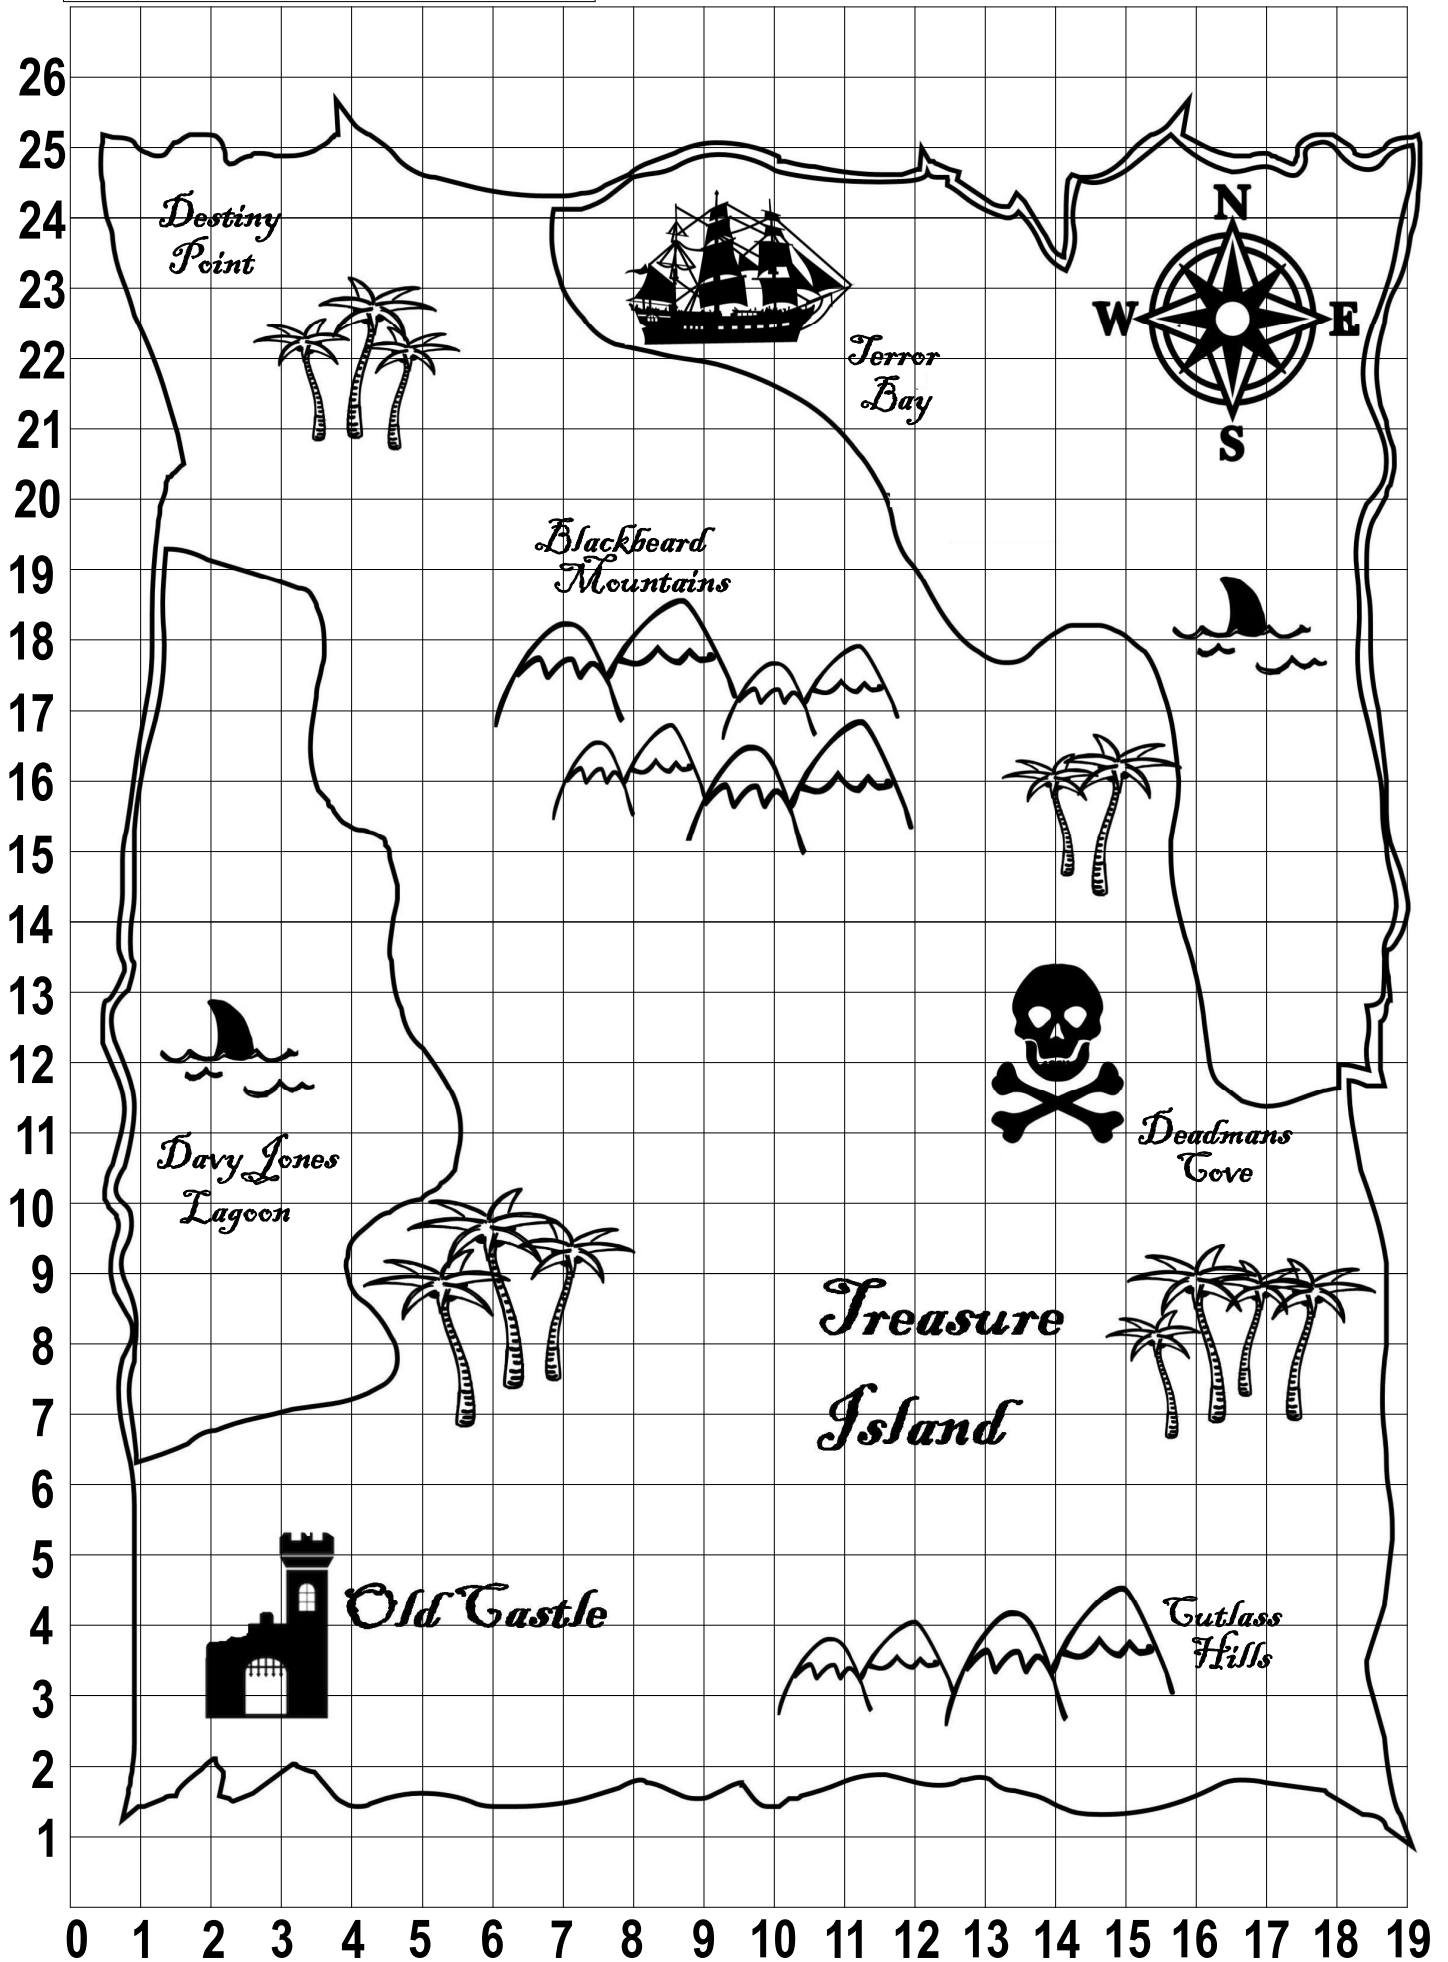 26
25
24
23
22
21
20
19
18
17
16
15
14
13
12
11
10
9
8
7
6
5
4
3
2
1
Destiny
Point
N
W E
S
Terror
Bay
Blackbeard
Mountains
Davy Jones
Lagoon
Deadmans
Cove
Treasure
Island
Old Castle
Cutlass
Hills
0 1 2 3 4 5 6 7 8 9 10 11 12 13 14 15 16 17 18 19